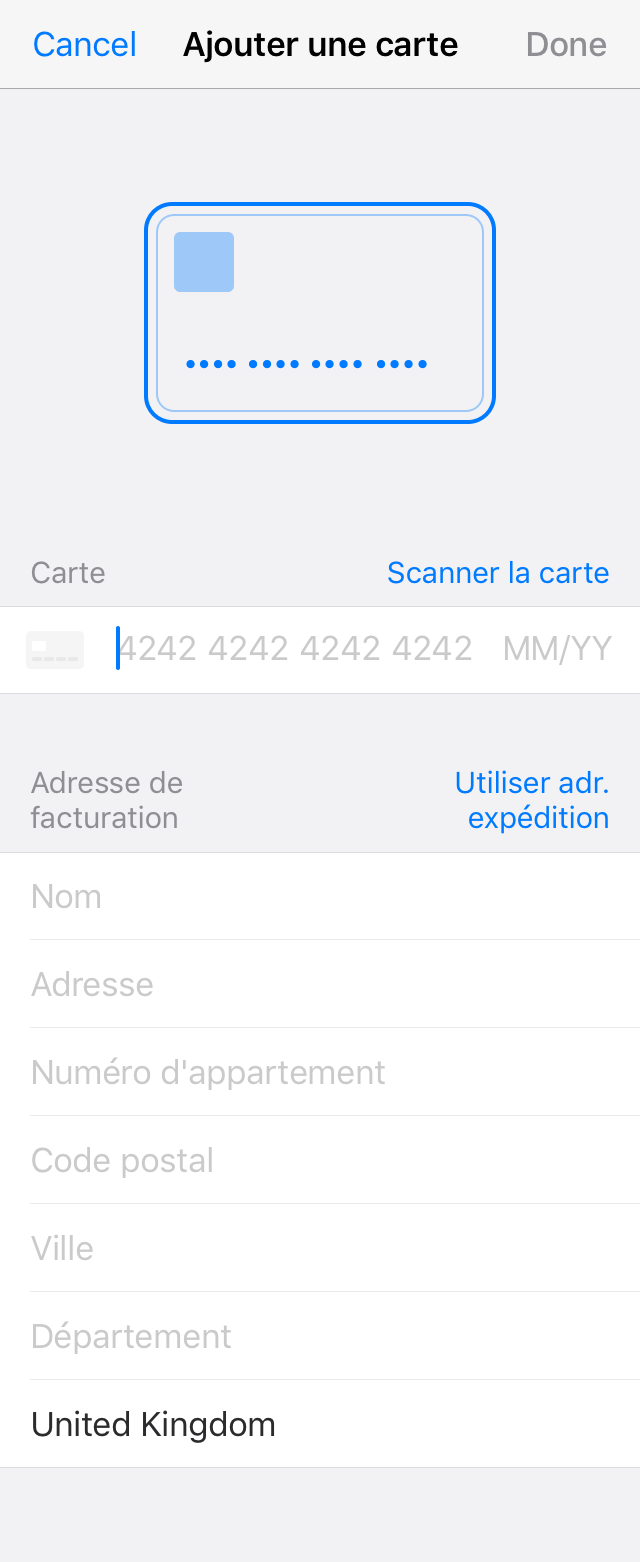 Cancel Ajouter une carte Done
•••• •••• •••• ••••
Carte Scanner la carte
4242 4242 4242 4242 MM/YY
Adresse de Utiliser adr.
facturation expédition
Nom
Adresse
Numéro d'appartement
Code postal
Ville
Département
United Kingdom